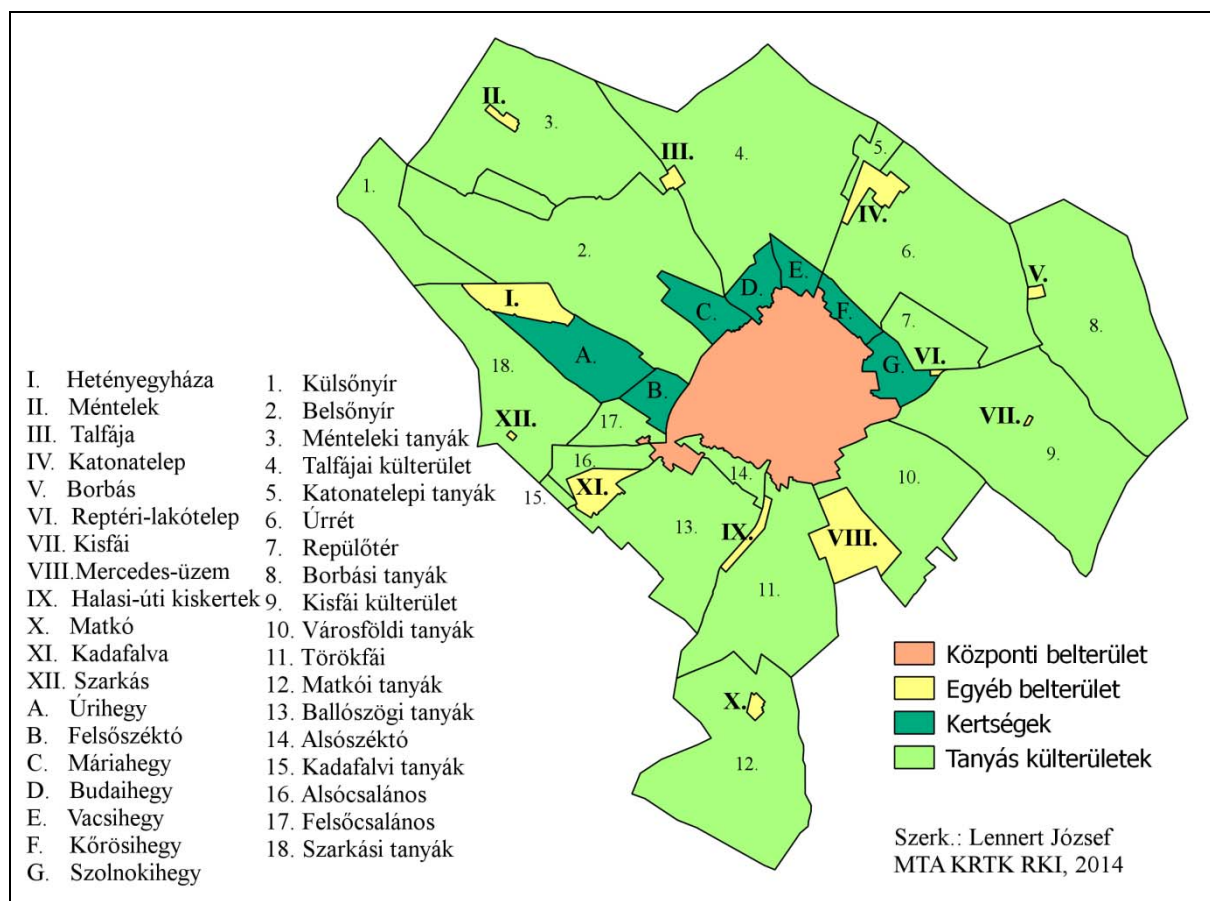 II.
3.
III.
4.
5.
1.
IV.
2.
6.
E.
D.
V.
I.
C.
F.
7.
8.
A.
G.
VI.
18.
B.
XII.
17.
VII.
9.
16.
14.
10.
15.
XI.
13.
IX.
VIII.
11.
X.
12.
I. Hetényegyháza
II. Méntelek
III. Talfája
IV. Katonatelep
V. Borbás
VI. Reptéri-lakótelep
VII. Kisfái
VIII.Mercedes-üzem
IX. Halasi-úti kiskertek
X. Matkó
XI. Kadafalva
XII. Szarkás
A. Úrihegy
B. Felsőszéktó
C. Máriahegy
D. Budaihegy
E. Vacsihegy
F. Kőrösihegy
G. Szolnokihegy
1. Külsőnyír
2. Belsőnyír
3. Ménteleki tanyák
4. Talfájai külterület
5. Katonatelepi tanyák
6. Úrrét
7. Repülőtér
8. Borbási tanyák
9. Kisfái külterület
10. Városföldi tanyák
11. Törökfái
12. Matkói tanyák
13. Ballószögi tanyák
14. Alsószéktó
15. Kadafalvi tanyák
16. Alsócsalános
17. Felsőcsalános
18. Szarkási tanyák
Központi belterület
Egyéb belterület
Kertségek
Tanyás külterületek
Szerk.: Lennert József
MTA KRTK RKI, 2014